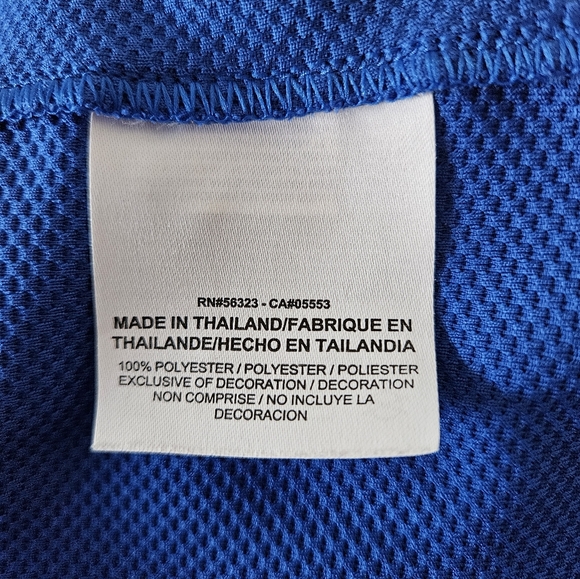 RN#56323 - CA#05553
MADE IN THAILAND/FABRIQUE EN
THAILANDE/HECHO EN TAILANDIA
100% POLYESTER / POLYESTER / POLIESTER
EXCLUSIVE OF DECORATION / DECORATION
NON COMPRISE / NO INCLUYE LA
DECORACION